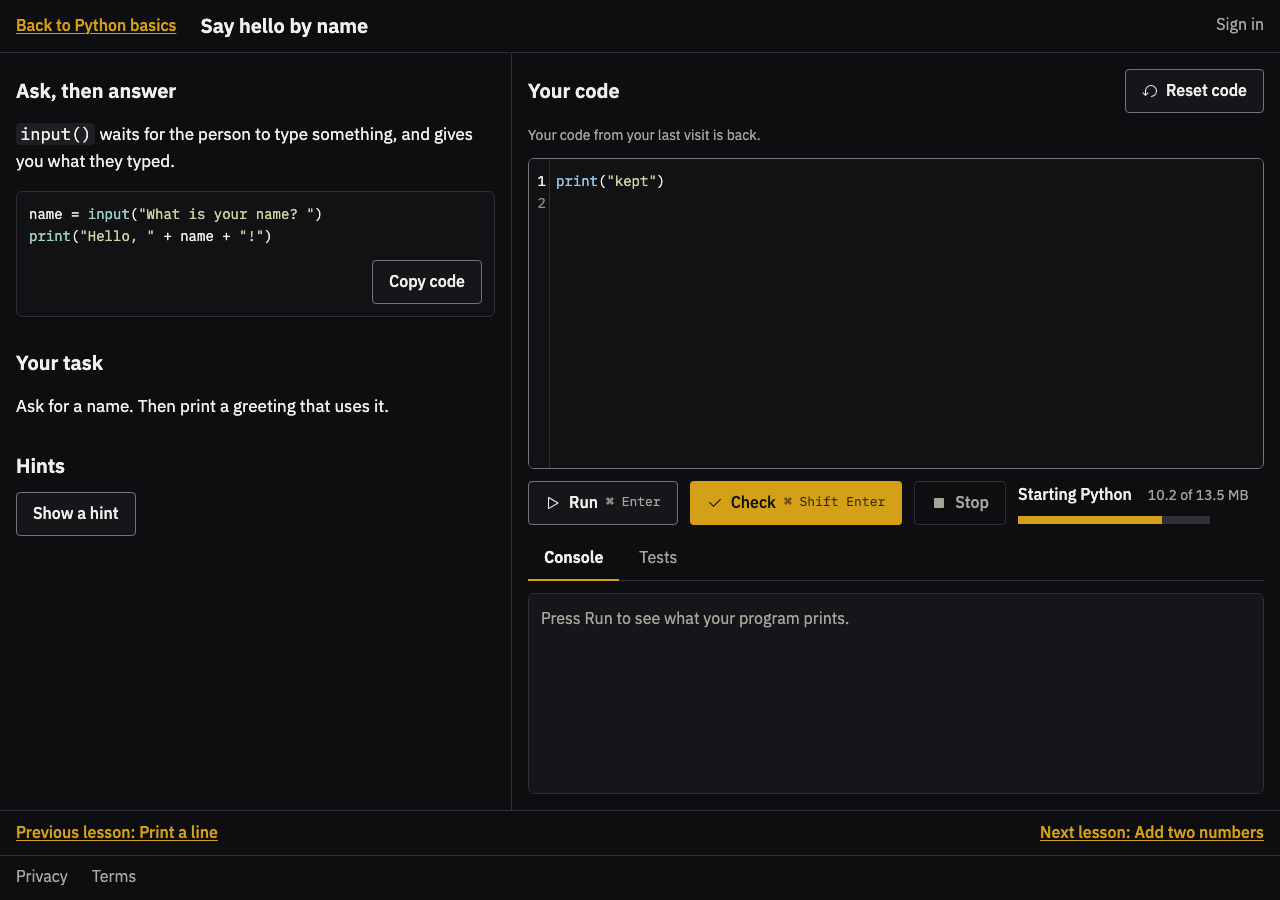 Back to Python basics
Say hello by name
Sign in
Ask, then answer
input() waits for the person to type something, and gives
you what they typed.
name = input("What is your name? ")
print("Hello, " + name + "!")
Copy code
Your task
Ask for a name. Then print a greeting that uses it.
Hints
Show a hint
Your code
Reset code
Your code from your last visit is back.
1 print("kept")
2
Run ⌘ Enter
Check ⌘ Shift Enter
Stop
Starting Python 10.2 of 13.5 MB
Console
Tests
Press Run to see what your program prints.
Previous lesson: Print a line
Next lesson: Add two numbers
Privacy
Terms